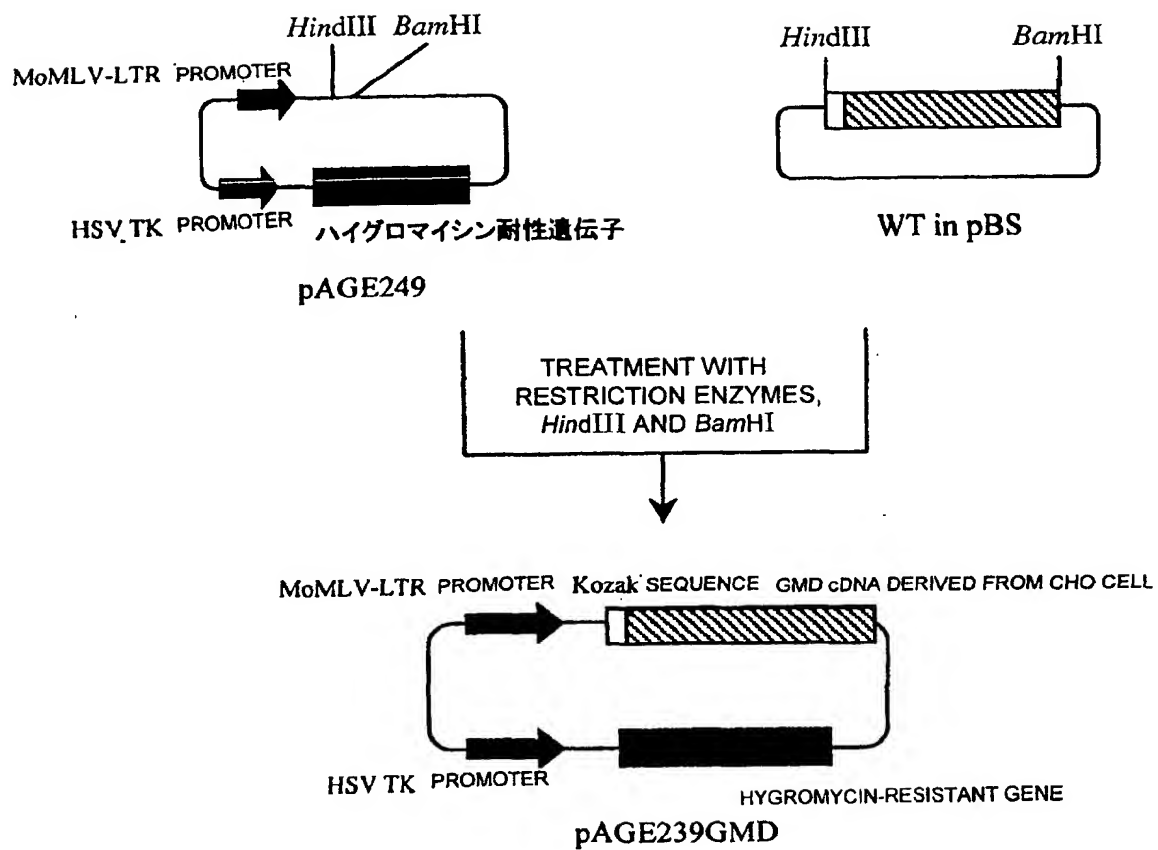 HindIII BamHI
MoMLV-LTR PROMOTER
HSV TK PROMOTER
ハイグロマイシン耐性遺伝子
pAGE249
HindIII BamHI
WT in pBS
TREATMENT WITH
RESTRICTION ENZYMES,
HindIII AND BamHI
MoMLV-LTR PROMOTER Kozak SEQUENCE GMD cDNA DERIVED FROM CHO CELL
HSV TK PROMOTER
HYGROMYCIN-RESISTANT GENE
pAGE239GMD